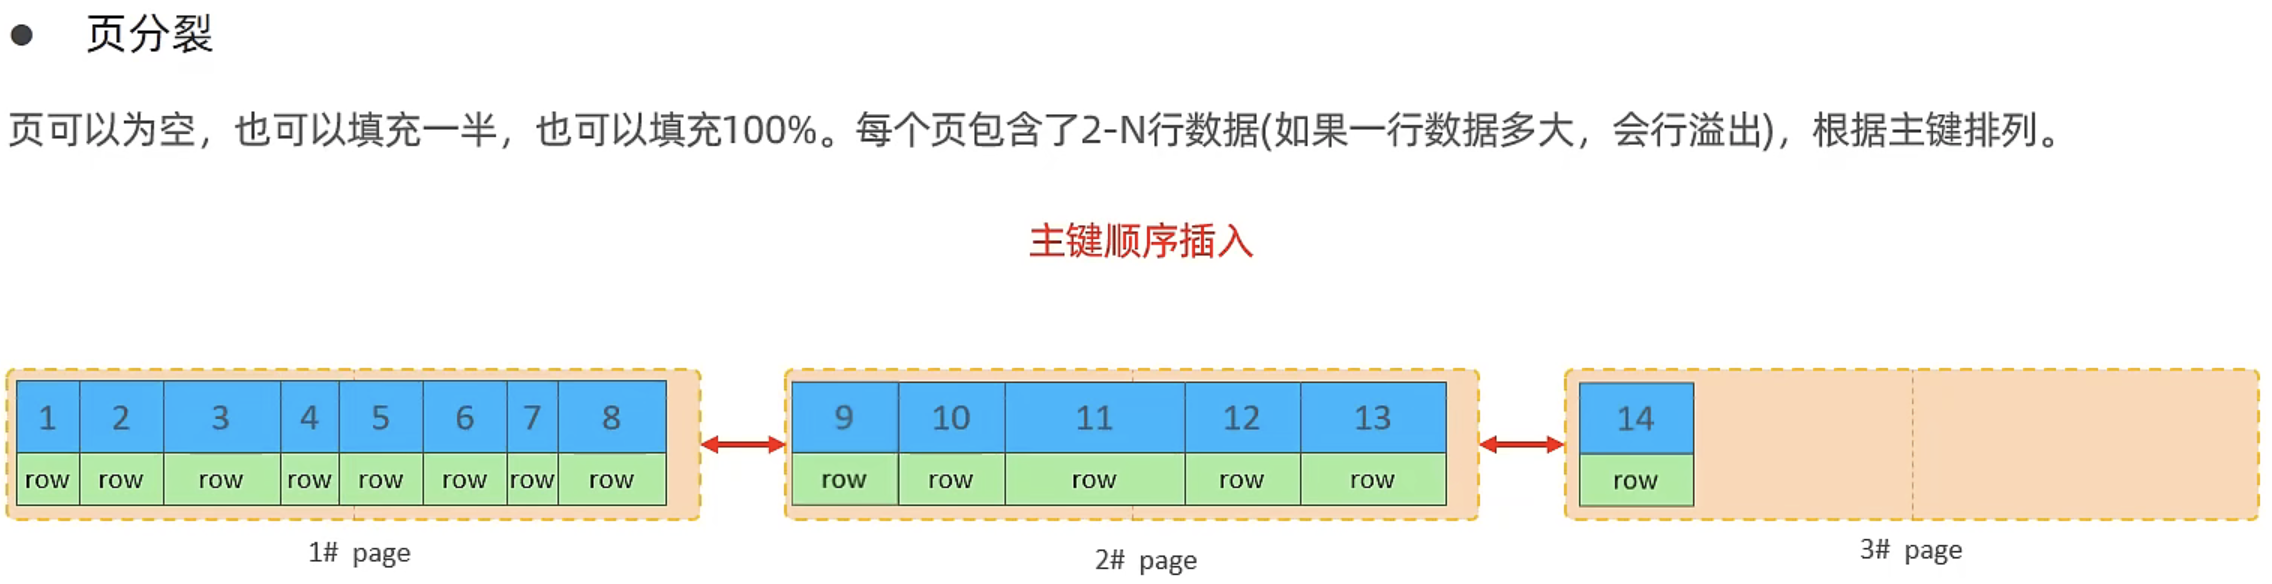 ● 页分裂
页可以为空，也可以填充一半，也可以填充100%。每个页包含了2-N行数据(如果一行数据多大，会行溢出)，根据主键排列。
主键顺序插入
1 2 3 4 5 6 7 8 9 10 11 12 13 14
row row row row row row row row row row row row row row
1# page 2# page 3# page